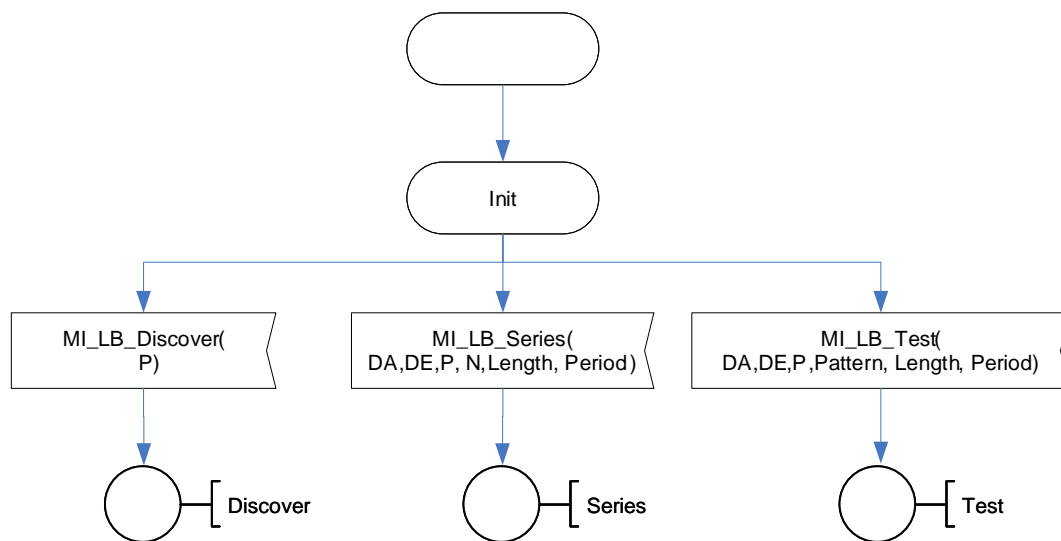 Init
MI_LB_Discover(
P)
MI_LB_Series(
DA,DE,P, N,Length, Period)
MI_LB_Test(
DA,DE,P,Pattern, Length, Period)
Discover
Series
Test